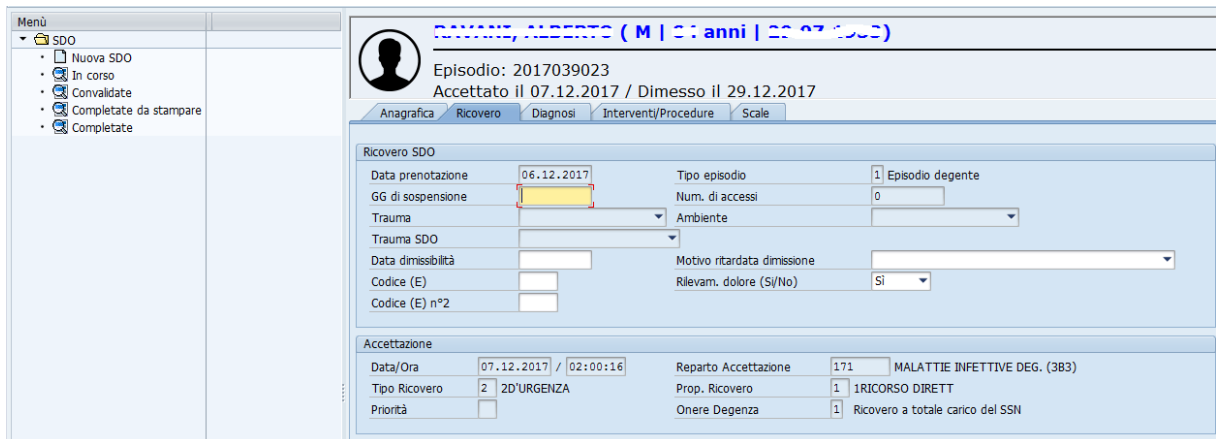 Menù
SDO
Nuova SDO
In corso
Convalidate
Completate da stampare
Completate
( M | anni |
Episodio: 2017039023
Accettato il 07.12.2017 / Dimesso il 29.12.2017
Anagrafica Ricovero Diagnosi Interventi/Procedure Scale
Ricovero SDO
Data prenotazione 06.12.2017 Tipo episodio 1 Episodio degente
GG di sospensione Num. di accessi 0
Trauma Ambiente
Trauma SDO
Data dimissibilità Motivo ritardata dimissione
Codice (E) Rilevam. dolore (Si/No) Sì
Codice (E) n°2
Accettazione
Data/Ora 07.12.2017 / 02:00:16 Reparto Accettazione 171 MALATTIE INFETTIVE DEG. (3B3)
Tipo Ricovero 2 2D'URGENZA Prop. Ricovero 1 1RICORSO DIRETT
Priorità Onere Degenza 1 Ricovero a totale carico del SSN